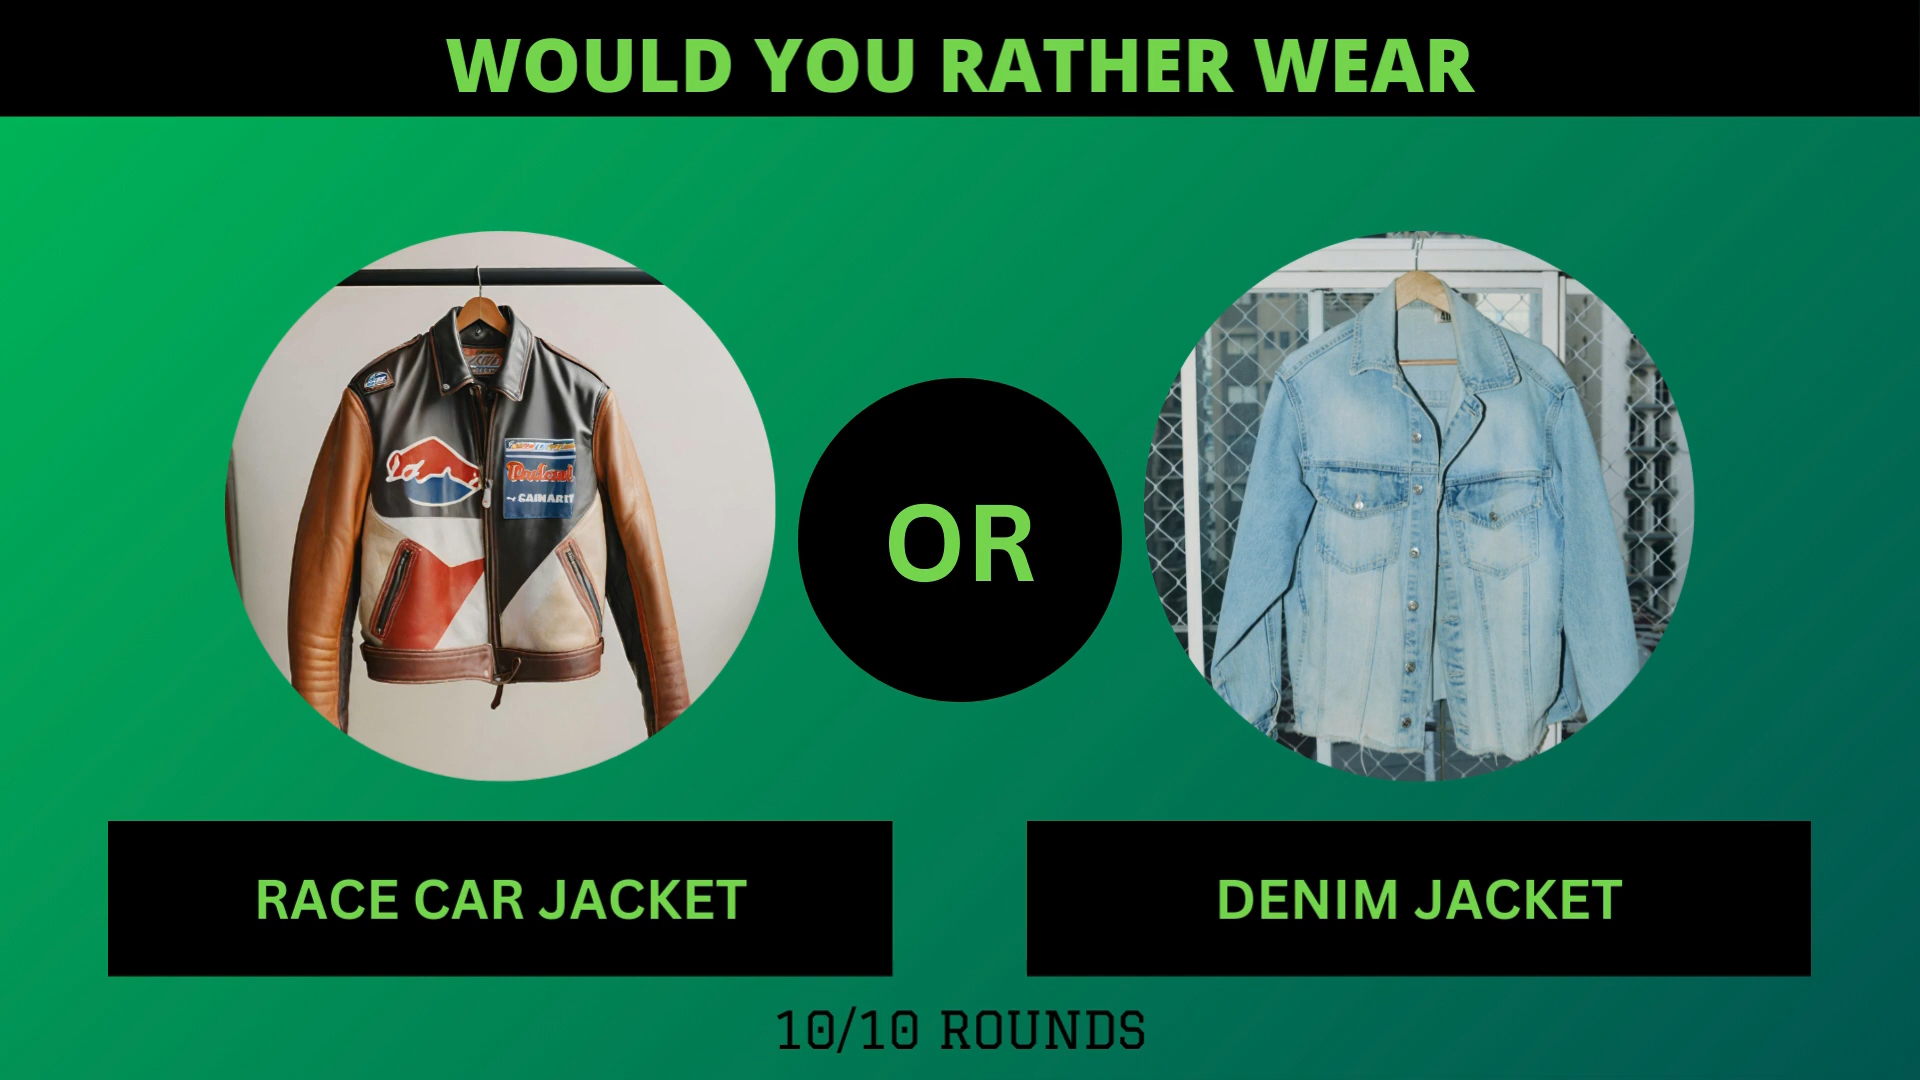 WOULD YOU RATHER WEAR
OR
RACE CAR JACKET
DENIM JACKET
10/10 ROUNDS